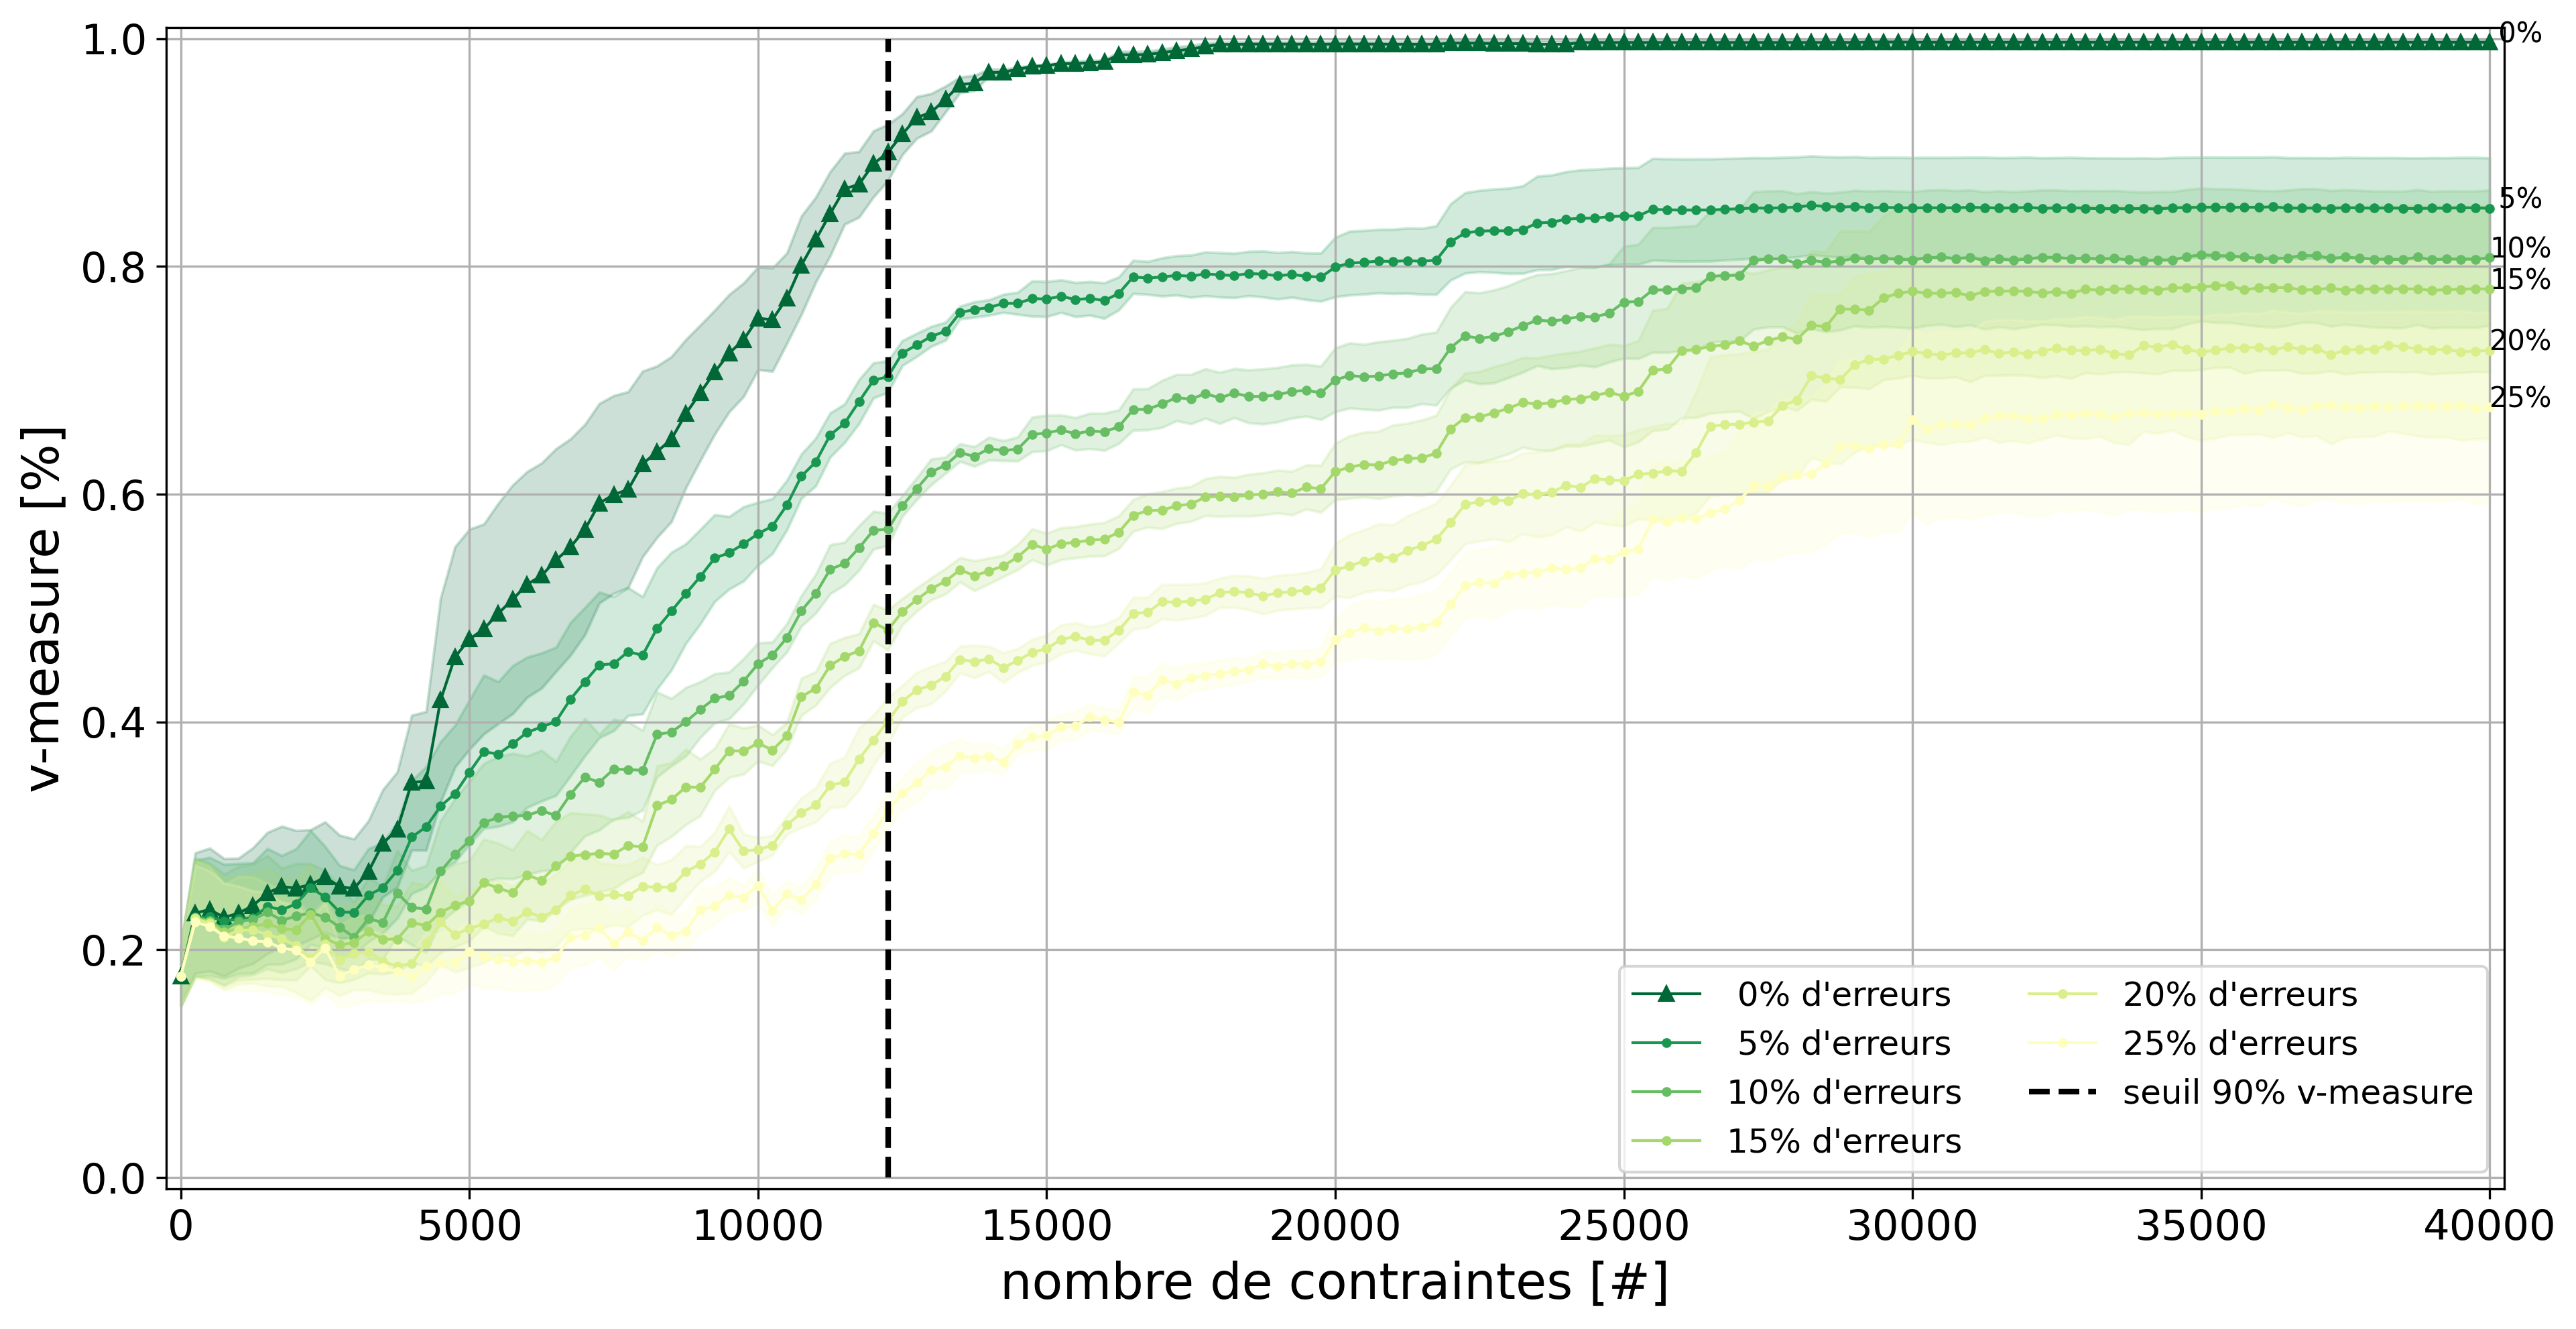 1.0
0.8
0.6
0.4
0.2
0.0
v-measure [%]
0%
5%
10%
15%
20%
25%
0% d'erreurs
5% d'erreurs
10% d'erreurs
15% d'erreurs
20% d'erreurs
25% d'erreurs
seuil 90% v-measure
0 5000 10000 15000 20000 25000 30000 35000 40000
nombre de contraintes [#]